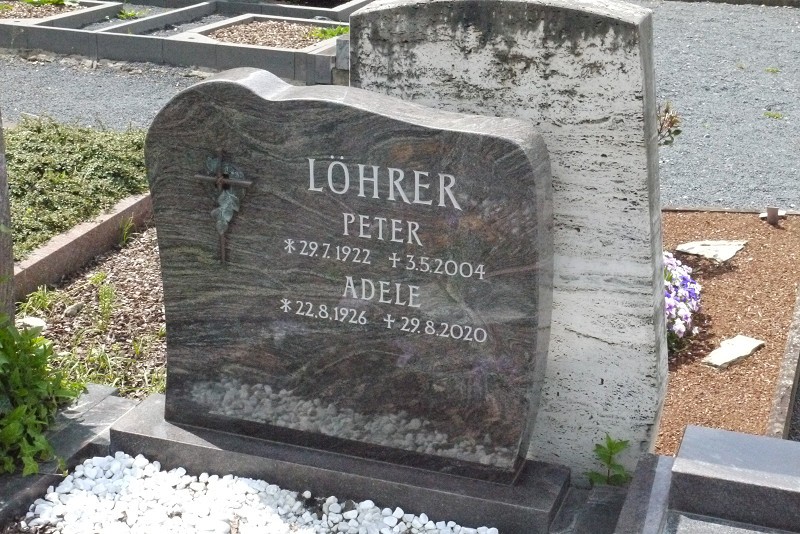 LÖHRER
PETER
*29.7.1922 ✝3.5.2004
ADELE
*22.8.1926 ✝29.8.2020